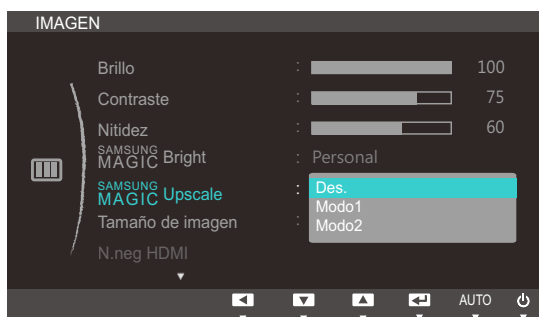 IMAGEN
Brillo : 100
Contraste : 75
Nitidez : 60
SAMSUNG MAGIC Bright : Personal
SAMSUNG MAGIC Upscale : Des.
Modo1
Tamaño de imagen : Modo2
N.neg HDMI
AUTO